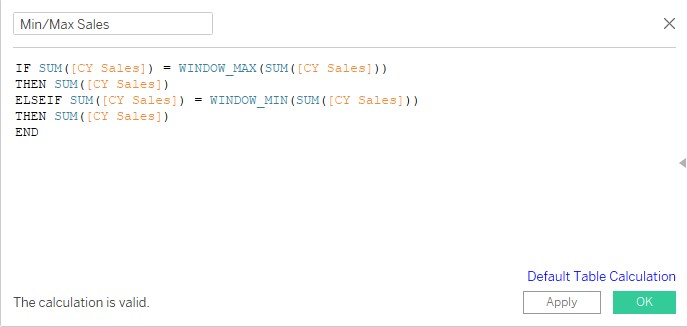 Min/Max Sales
IF SUM([CY Sales]) = WINDOW_MAX(SUM([CY Sales]))
THEN SUM([CY Sales])
ELSEIF SUM([CY Sales]) = WINDOW_MIN(SUM([CY Sales]))
THEN SUM([CY Sales])
END
Default Table Calculation
The calculation is valid.
Apply
OK